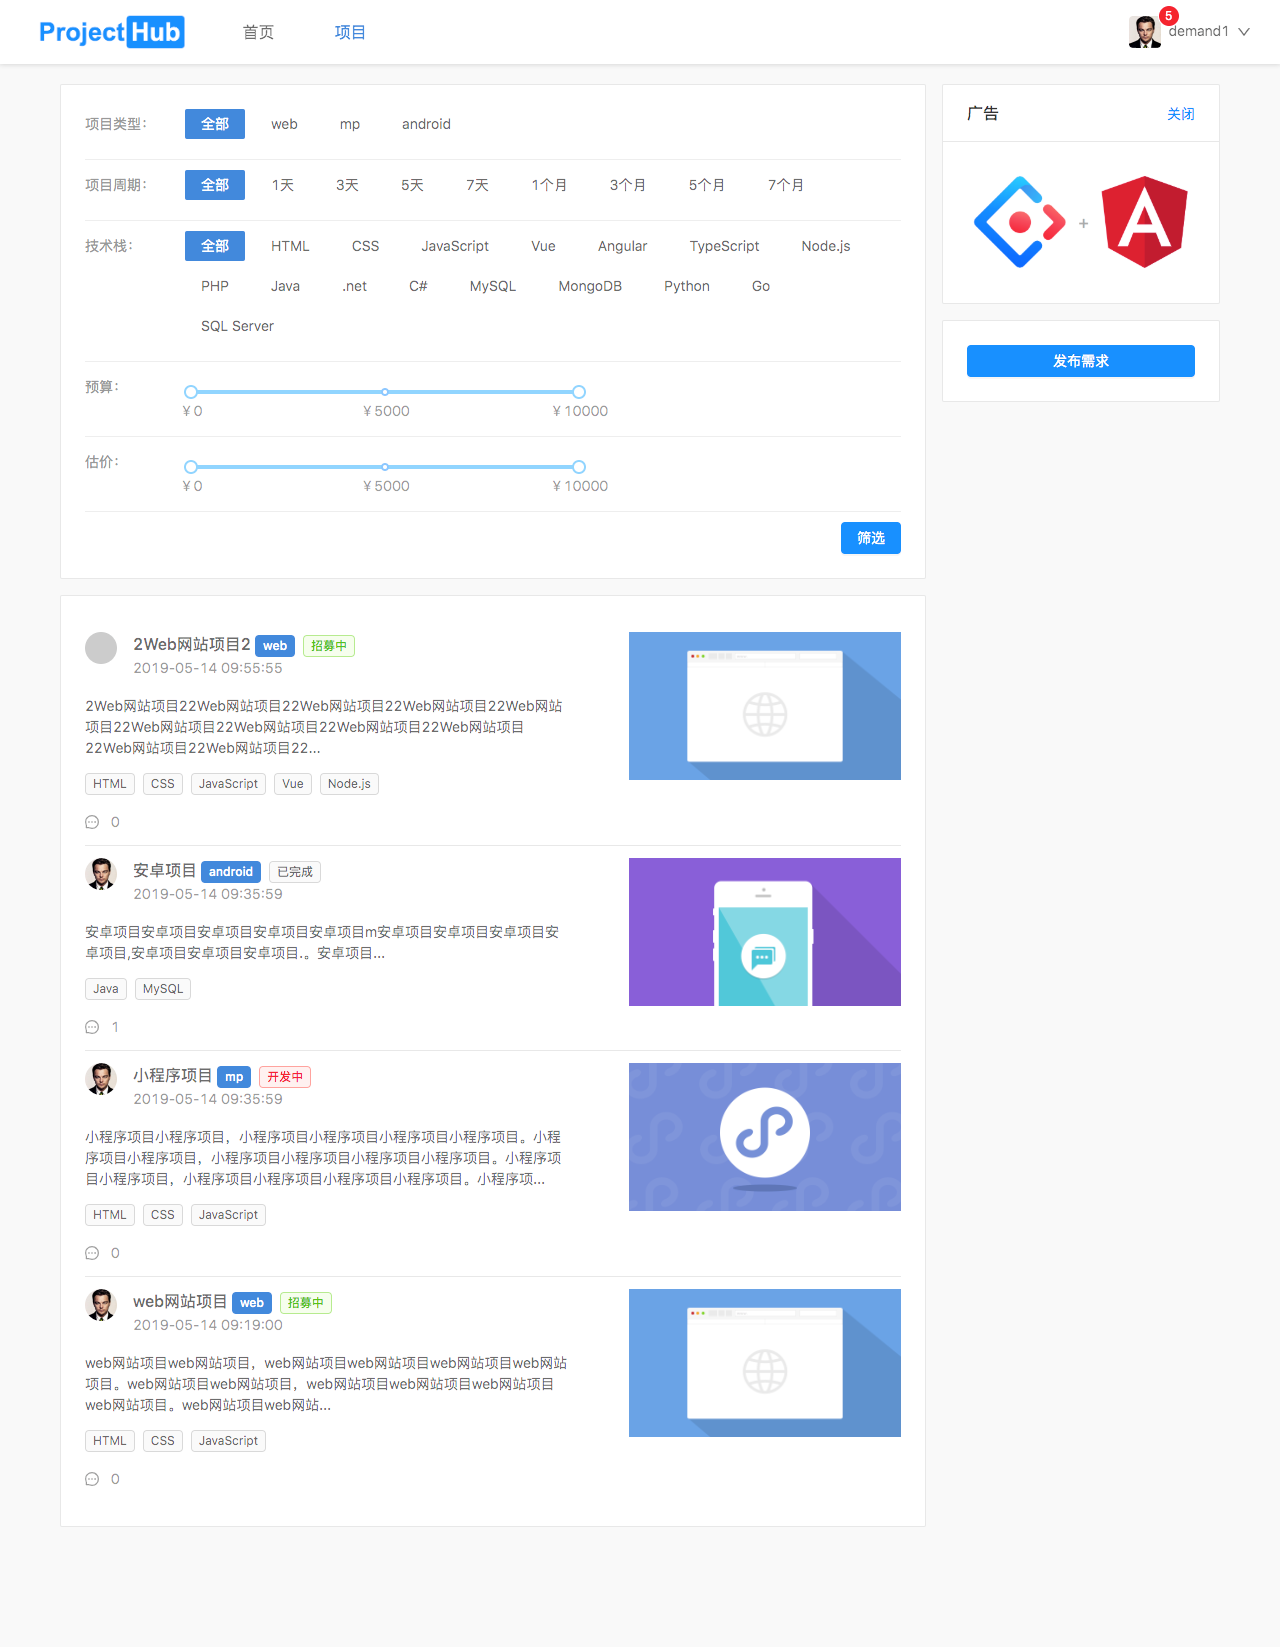 ProjectHub 首页 项目 5 demand1
项目类型： 全部 web mp android
项目周期： 全部 1天 3天 5天 7天 1个月 3个月 5个月 7个月
技术栈： 全部 HTML CSS JavaScript Vue Angular TypeScript Node.js
PHP Java .net C# MySQL MongoDB Python Go
SQL Server
预算：
¥ 0 ¥ 5000 ¥ 10000
估价：
¥ 0 ¥ 5000 ¥ 10000
筛选
广告 关闭
+
A
发布需求
2Web网站项目2 web 招募中
2019-05-14 09:55:55
2Web网站项目22Web网站项目22Web网站项目22Web网站项目22Web网站
项目22Web网站项目22Web网站项目22Web网站项目22Web网站项目
22Web网站项目22Web网站项目22...
HTML CSS JavaScript Vue Node.js
0
安卓项目 android 已完成
2019-05-14 09:35:59
安卓项目安卓项目安卓项目安卓项目安卓项目m安卓项目安卓项目安卓项目安
卓项目,安卓项目安卓项目安卓项目.。安卓项目...
Java MySQL
1
小程序项目 mp 开发中
2019-05-14 09:35:59
小程序项目小程序项目，小程序项目小程序项目小程序项目小程序项目。小程
序项目小程序项目，小程序项目小程序项目小程序项目小程序项目。小程序项
目小程序项目，小程序项目小程序项目小程序项目小程序项目。小程序项...
HTML CSS JavaScript
0
web网站项目 web 招募中
2019-05-14 09:19:00
web网站项目web网站项目，web网站项目web网站项目web网站项目web网站
项目。web网站项目web网站项目，web网站项目web网站项目web网站项目
web网站项目。web网站项目web网站...
HTML CSS JavaScript
0